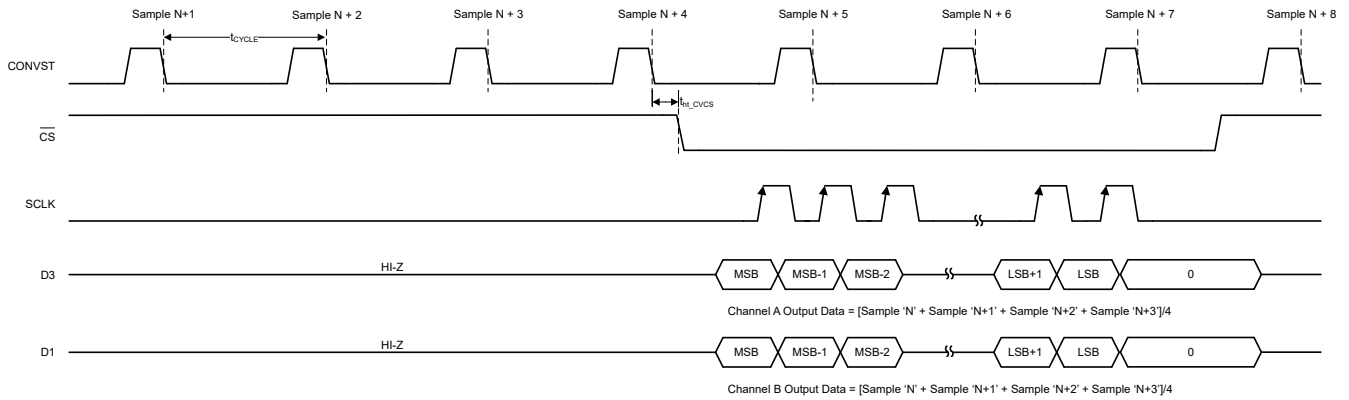 Sample N+1 Sample N + 2 Sample N + 3 Sample N + 4 Sample N + 5 Sample N + 6 Sample N + 7 Sample N + 8
tCYCLE
CONVST
tht_CVCS
CS
SCLK
HI-Z
D3 MSB MSB-1 MSB-2 LSB+1 LSB 0
Channel A Output Data = [Sample ‘N’ + Sample ‘N+1’ + Sample ‘N+2’ + Sample ‘N+3’]/4
HI-Z
D1 MSB MSB-1 MSB-2 LSB+1 LSB 0
Channel B Output Data = [Sample ‘N’ + Sample ‘N+1’ + Sample ‘N+2’ + Sample ‘N+3’]/4